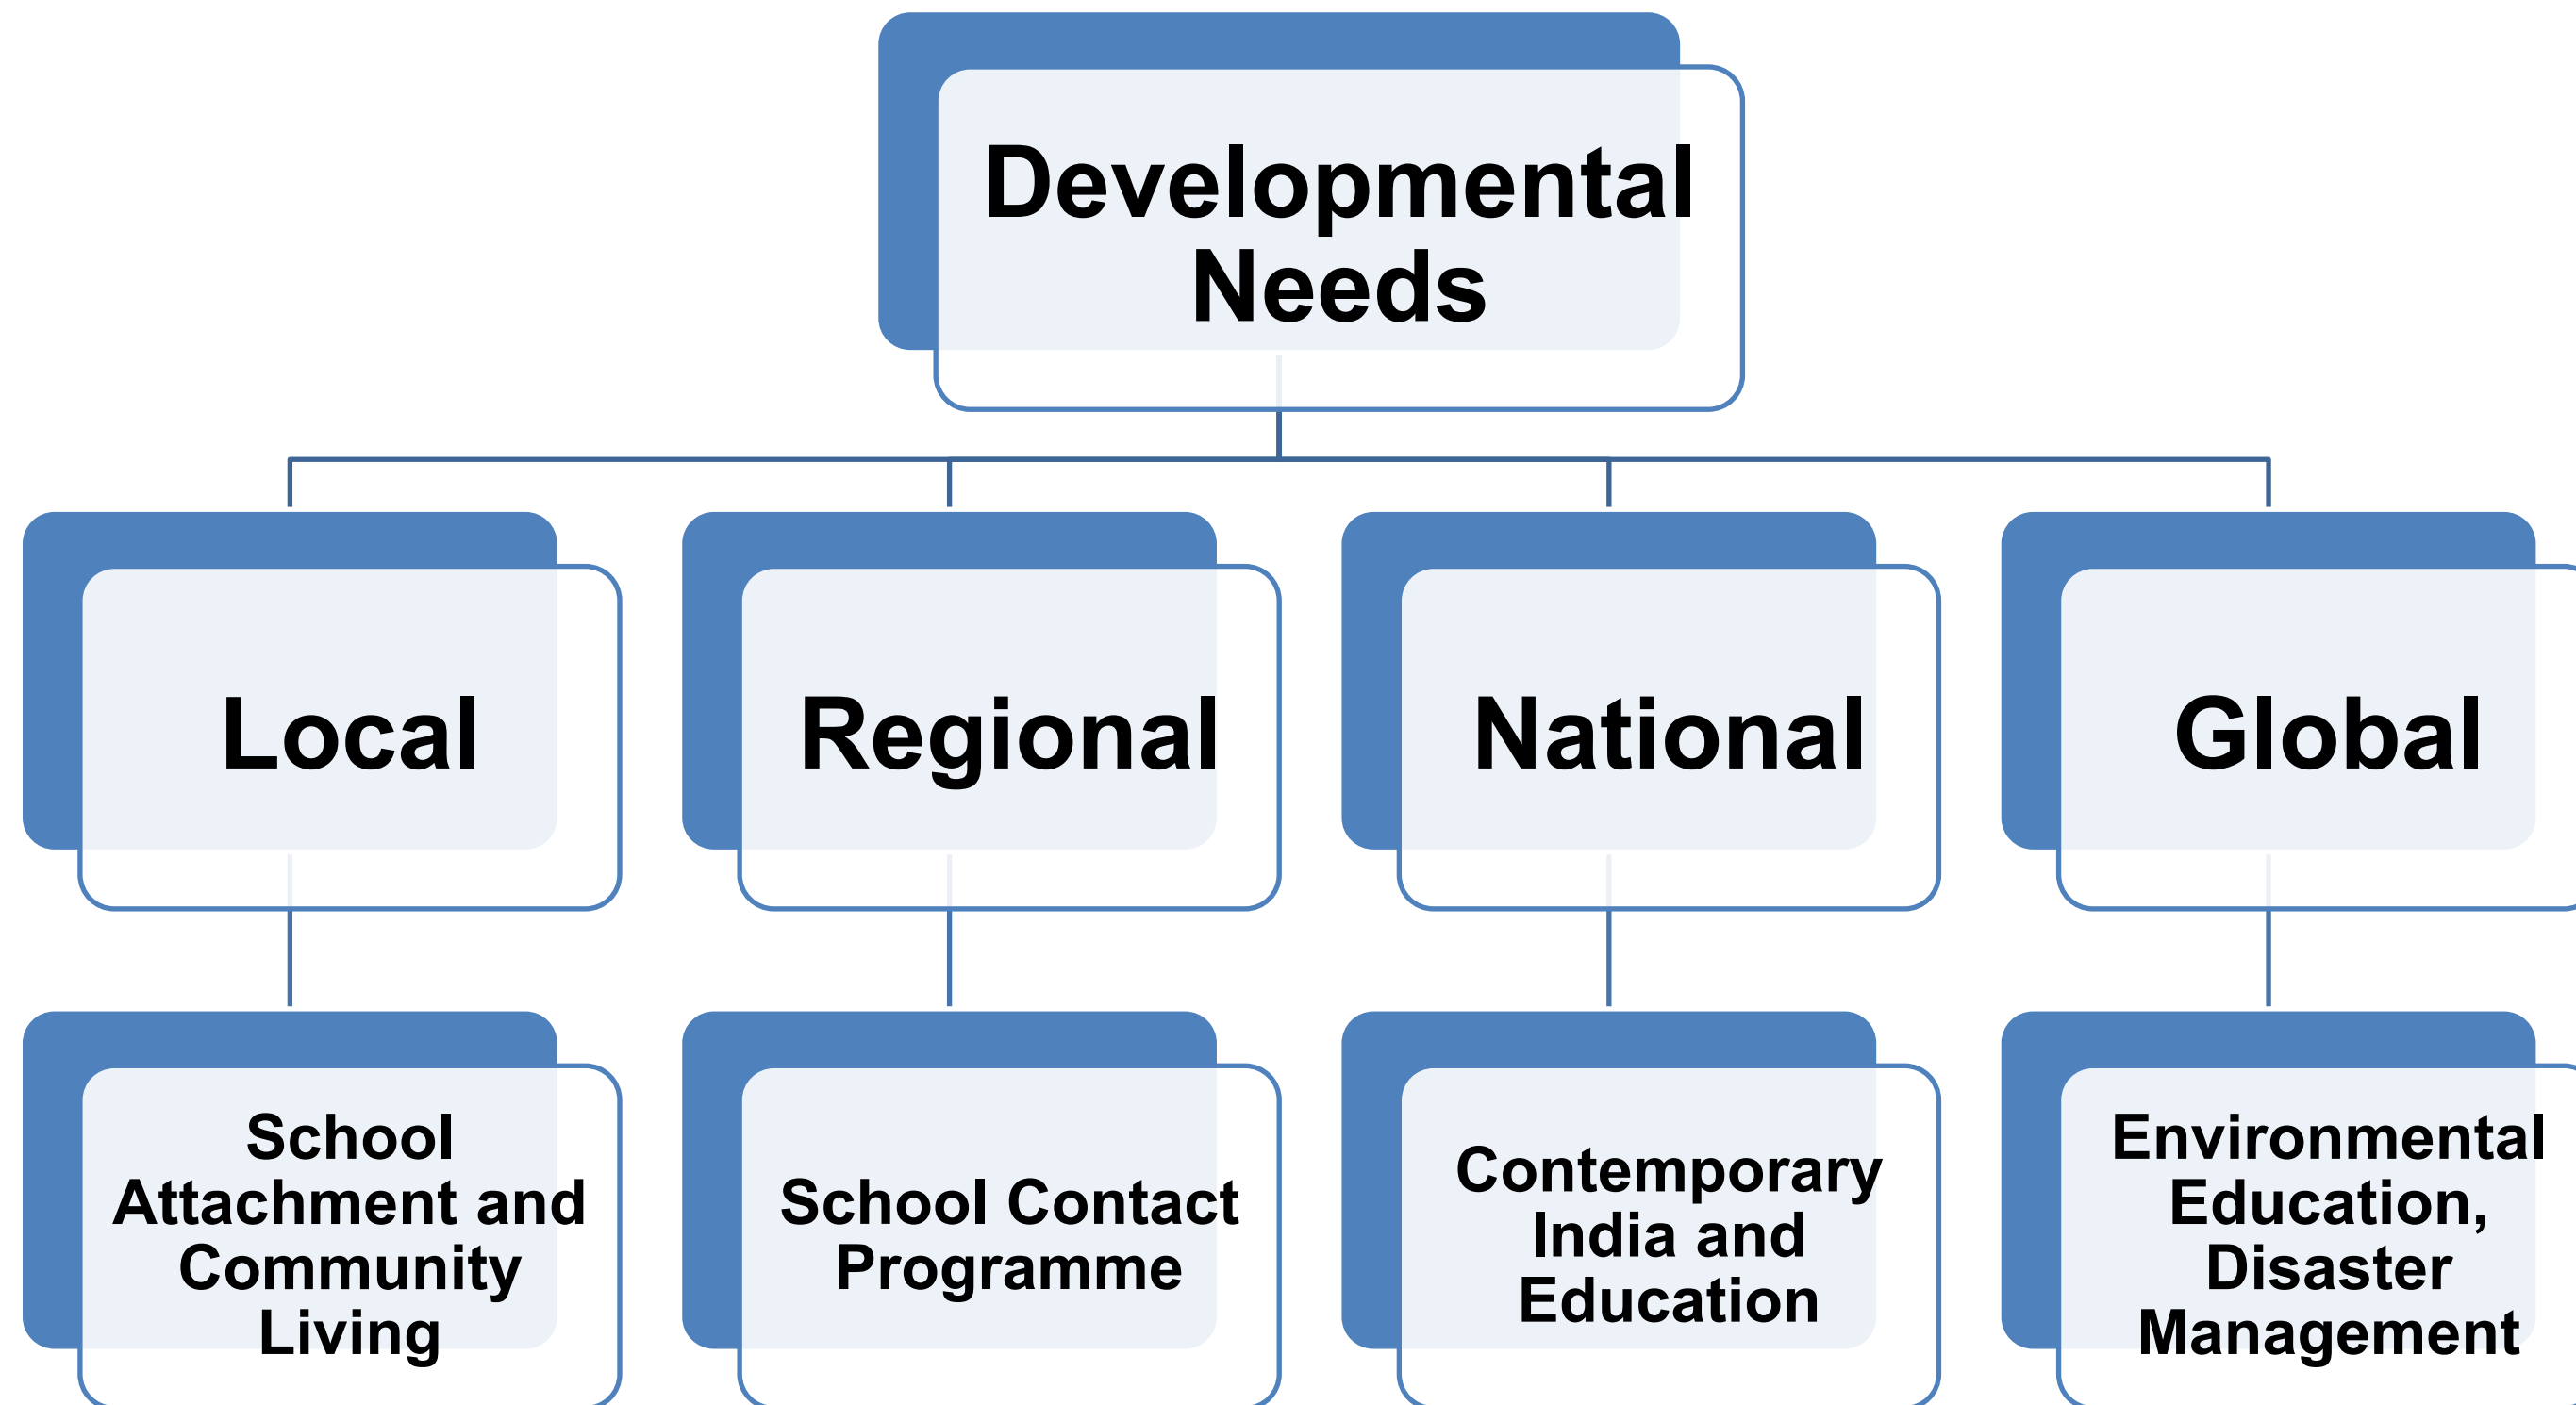 Developmental
Needs
Local
Regional
National
Global
School
Attachment and
Community
Living
School Contact
Programme
Contemporary
India and
Education
Environmental
Education,
Disaster
Management